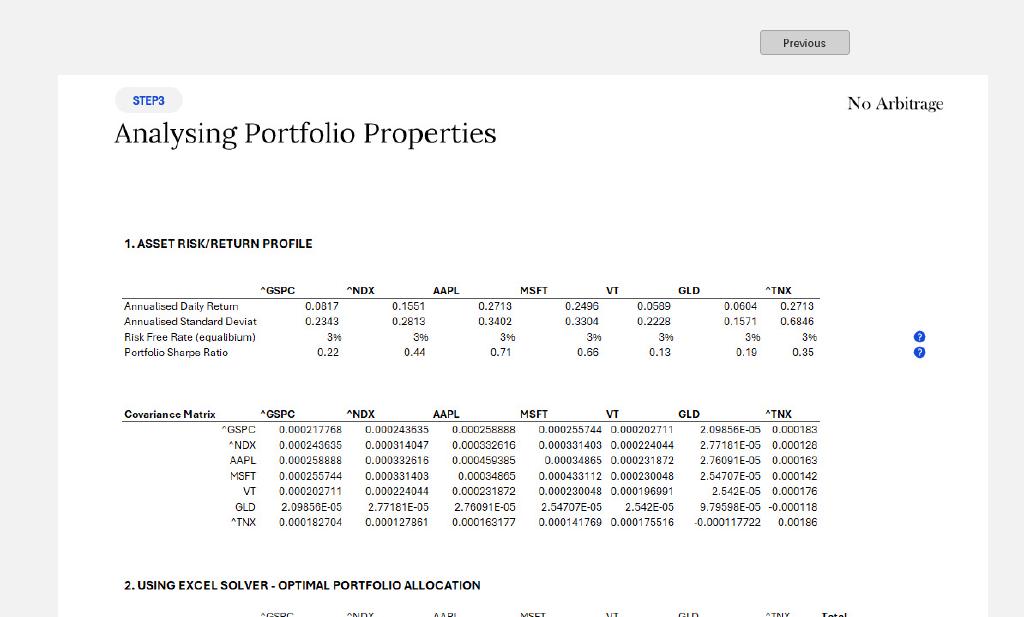 Previous
STEP3
No Arbitrage
Analysing Portfolio Properties
1. ASSET RISK/RETURN PROFILE
^GSPC ^NDX AAPL MSFT VT GLD ^TNX
Annualised Daily Return 0.0817 0.1551 0.2713 0.2496 0.0589 0.0604 0.2713
Annualised Standard Deviat 0.2343 0.2813 0.3402 0.3304 0.2228 0.1571 0.6846
Risk Free Rate (equalibium) 3% 3% 3% 3% 3% 3% 3%
Portfolio Sharpe Ratio 0.22 0.44 0.71 0.66 0.13 0.19 0.35
Covariance Matrix ^GSPC ^NDX AAPL MSFT VT GLD ^TNX
^GSPC 0.000217768 0.000243635 0.000258888 0.000255744 0.000202711 2.09856E-05 0.000183
^NDX 0.000243635 0.000314047 0.000332616 0.000331403 0.000224044 2.77181E-05 0.000128
AAPL 0.000258888 0.000332616 0.000459385 0.00034865 0.000231872 2.76091E-05 0.000163
MSFT 0.000255744 0.000331403 0.00034865 0.000433112 0.000230048 2.54707E-05 0.000142
VT 0.000202711 0.000224044 0.000231872 0.000230048 0.000196991 2.542E-05 0.000176
GLD 2.09856E-05 2.77181E-05 2.76091E-05 2.54707E-05 2.542E-05 9.79598E-05 -0.000118
^TNX 0.000182704 0.000127861 0.000163177 0.000141769 0.000175516 -0.000117722 0.00186
2. USING EXCEL SOLVER - OPTIMAL PORTFOLIO ALLOCATION
^GSPC ^NDX AAPL MSFT VT GLD ^TNX Total